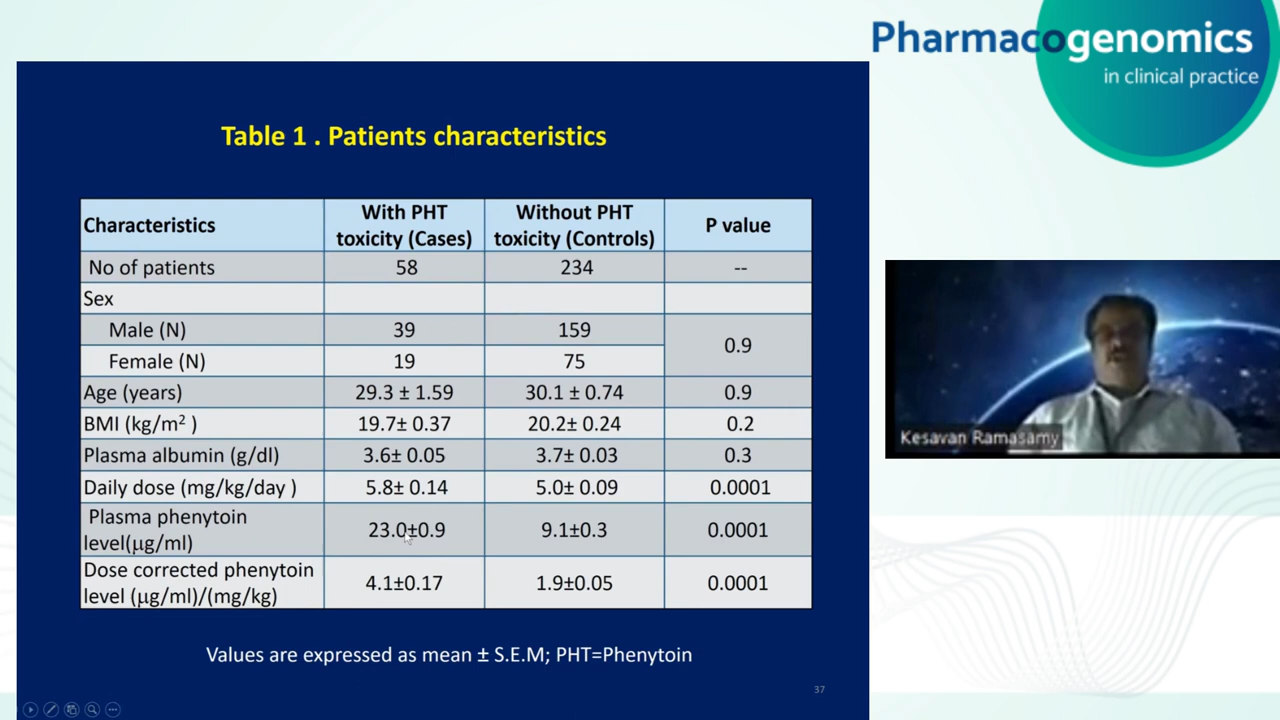 Pharmacogenomics
in clinical practice
Table 1 . Patients characteristics
Characteristics
With PHT
toxicity (Cases)
Without PHT
toxicity (Controls)
P value
No of patients 58 234 --
Sex
Male (N) 39 159
0.9
Female (N) 19 75
Age (years) 29.3 ± 1.59 30.1 ± 0.74 0.9
BMI (kg/m² ) 19.7± 0.37 20.2± 0.24 0.2
Plasma albumin (g/dl) 3.6± 0.05 3.7± 0.03 0.3
Daily dose (mg/kg/day ) 5.8± 0.14 5.0± 0.09 0.0001
Plasma phenytoin
level(µg/ml) 23.0±0.9 9.1±0.3 0.0001
Dose corrected phenytoin
level (µg/ml)/(mg/kg) 4.1±0.17 1.9±0.05 0.0001
Values are expressed as mean ± S.E.M; PHT=Phenytoin
37
Kesavan Ramasamy